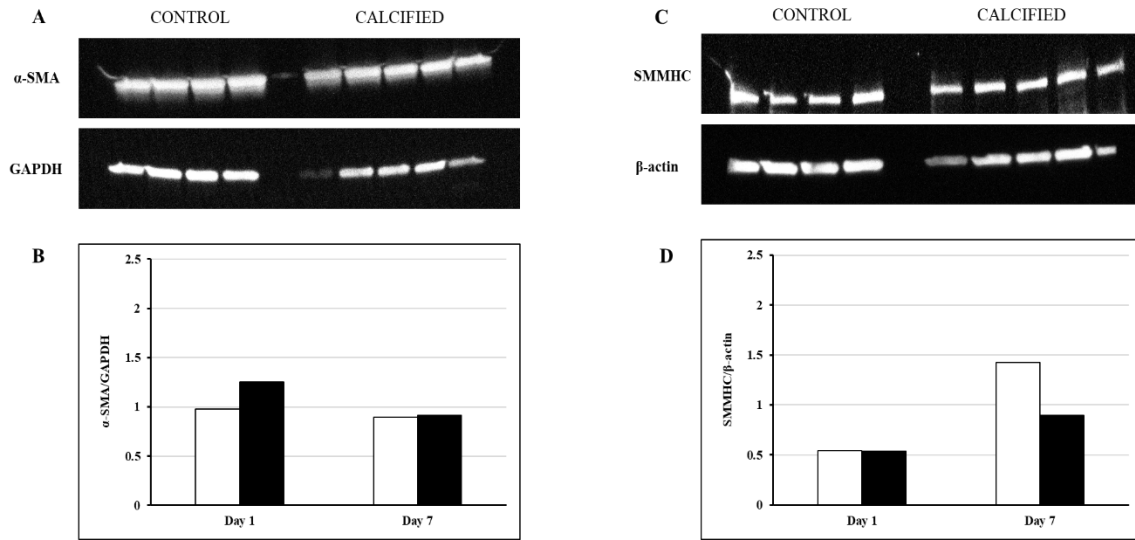 A
CONTROL
CALCIFIED
α-SMA
GAPDH
B
2.5
2
1.5
1
0.5
0
α-SMA/GAPDH
Day 1
Day 7
C
CONTROL
CALCIFIED
SMMHC
β-actin
D
2.5
2
1.5
1
0.5
0
SMMHC/β-actin
Day 1
Day 7